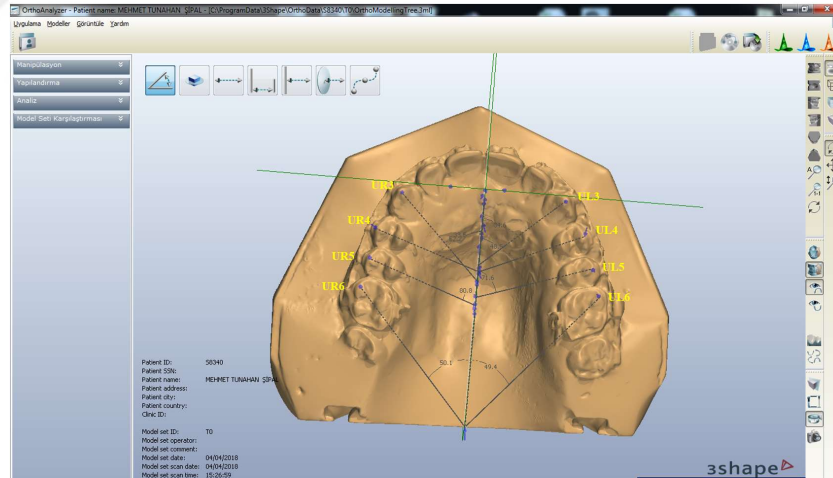 OrthoAnalyzer - Patient name: MEHMET TUNAHAN ŞİPAL - [C:\ProgramData\3Shape\OrthoData\S8340\T0\OrthoModellingTree.3ml]
Uygulama Modeller Görüntüle Yardım
Manipülasyon
Yapılandırma
Analiz
Model Seti Karşılaştırması
UR3
UL3
UR4
UL4
UR5
UL5
UR6
UL6
80.8
50.1
49.4
Patient ID: S8340
Patient SSN:
Patient name: MEHMET TUNAHAN ŞİPAL
Patient address:
Patient city:
Patient country:
Clinic ID:
Model set ID: T0
Model set operator:
Model set comment:
Model set date: 04/04/2018
Model set scan date: 04/04/2018
Model set scan time: 15:26:59
3shape